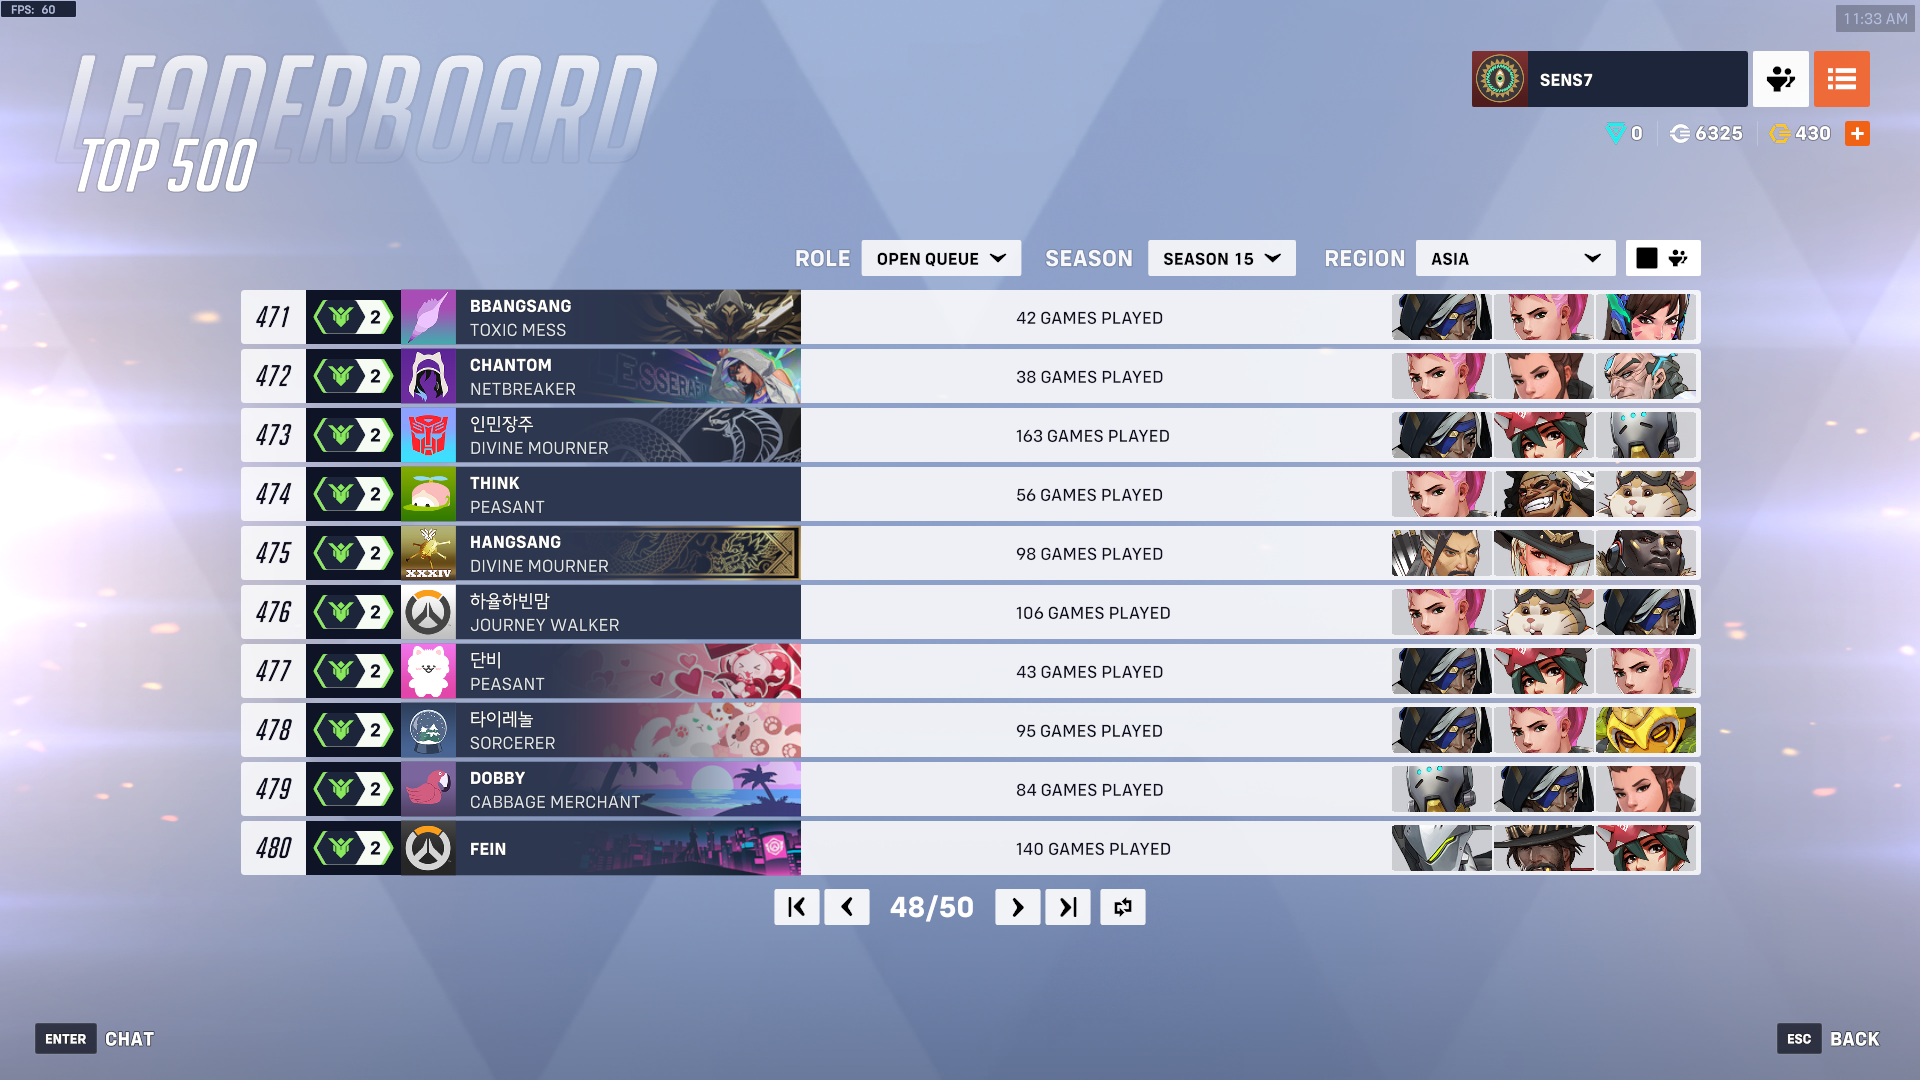 FPS: 60
11:33 AM
LEADERBOARD
TOP 500
SENS7
0 6325 430
ROLE OPEN QUEUE SEASON SEASON 15 REGION ASIA
471 2 BBANGSANG
TOXIC MESS
42 GAMES PLAYED
472 2 CHANTOM
NETBREAKER
LESSERAFIM
38 GAMES PLAYED
473 2 인민장주
DIVINE MOURNER
163 GAMES PLAYED
474 2 THINK
PEASANT
56 GAMES PLAYED
475 2 HANGSANG
DIVINE MOURNER
XXXIV
98 GAMES PLAYED
476 2 하율하빈맘
JOURNEY WALKER
106 GAMES PLAYED
477 2 단비
PEASANT
43 GAMES PLAYED
478 2 타이레놀
SORCERER
95 GAMES PLAYED
479 2 DOBBY
CABBAGE MERCHANT
84 GAMES PLAYED
480 2 FEIN
140 GAMES PLAYED
48/50
ENTER CHAT
ESC BACK